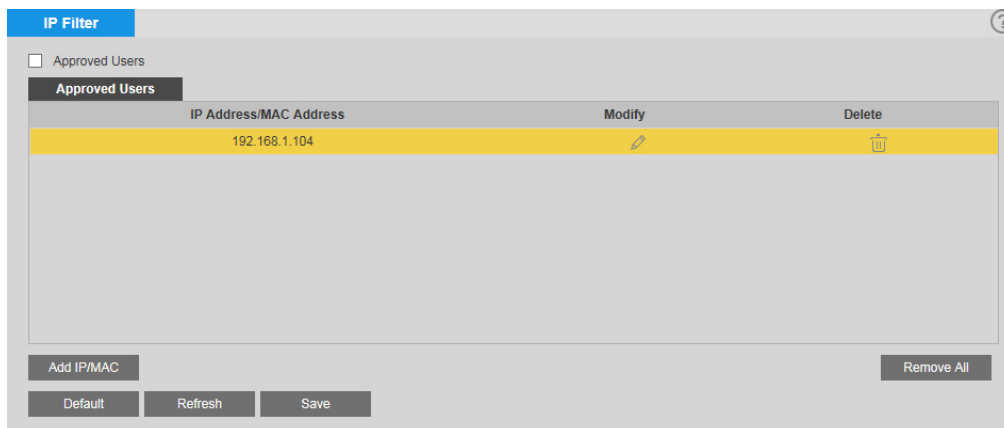 IP Filter
?
Approved Users
Approved Users
IP Address/MAC Address Modify Delete
192.168.1.104
Add IP/MAC Remove All
Default Refresh Save